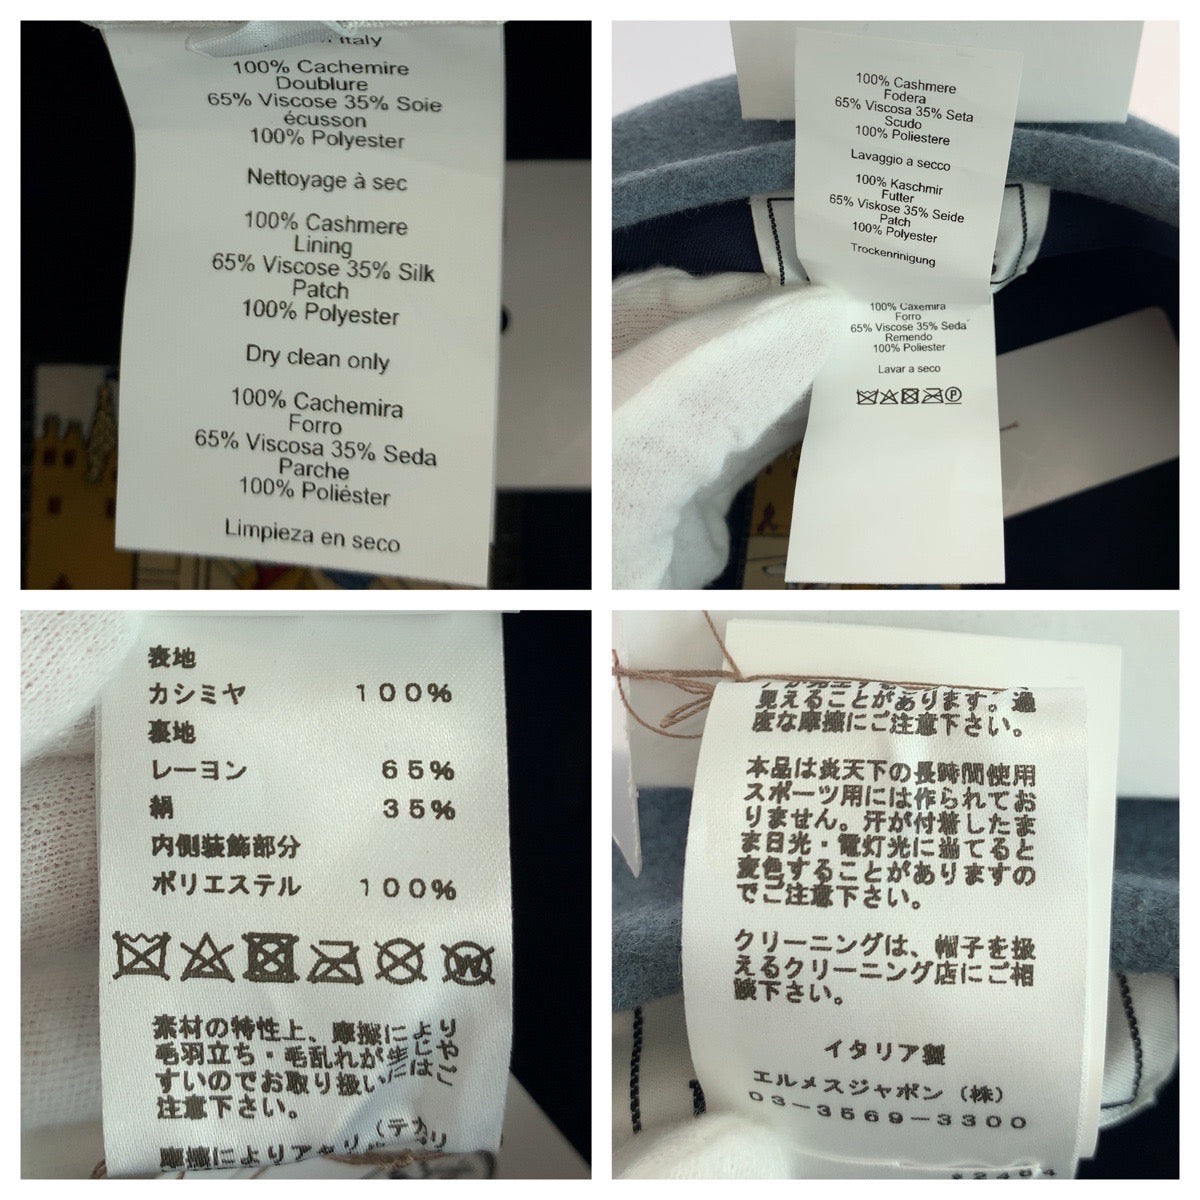 Italy
100% Cachemire
Doublure
65% Viscose 35% Soie
écusson
100% Polyester
Nettoyage à sec
100% Cashmere
Lining
65% Viscose 35% Silk
Patch
100% Polyester
Dry clean only
100% Cachemira
Forro
65% Viscosa 35% Seda
Parche
100% Poliéster
Limpieza en seco
100% Cashmere
Fodera
65% Viscosa 35% Seta
Scudo
100% Poliestere
Lavaggio a secco
100% Kaschmir
Futter
65% Viskose 35% Seide
Patch
100% Polyester
Trockenrinigung
100% Caxemira
Forro
65% Viscose 35% Seda
Remendo
100% Poliester
Lavar a seco
P
表地
カシミヤ 100%
裏地
レーヨン 65%
絹 35%
内側装飾部分
ポリエステル 100%
W
素材の特性上、摩擦により
毛羽立ち・毛乱れが生じや
すいのでお取り扱いにはご
注意下さい。
摩擦によりアタリ(テカリ
見えることがあります。過
度な摩擦にご注意下さい。
本品は炎天下の長時間使用
スポーツ用には作られてお
りません。汗が付着したま
ま日光・電灯光に当てると
変色することがありますの
でご注意下さい。
クリーニングは、帽子を扱
えるクリーニング店にご相
談下さい。
イタリア製
エルメスジャポン(株)
03-3569-3300